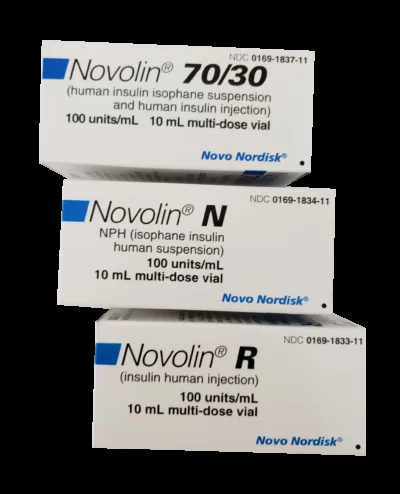 NDC 0169-1837-11
Novolin® 70/30
(human insulin isophane suspension
and human insulin injection)
100 units/mL 10 mL multi-dose vial
Novo Nordisk®
NDC 0169-1834-11
Novolin® N
NPH (isophane insulin
human suspension)
100 units/mL
10 mL multi-dose vial
Novo Nordisk®
NDC 0169-1833-11
Novolin® R
(insulin human injection)
100 units/mL
10 mL multi-dose vial
Novo Nordisk®